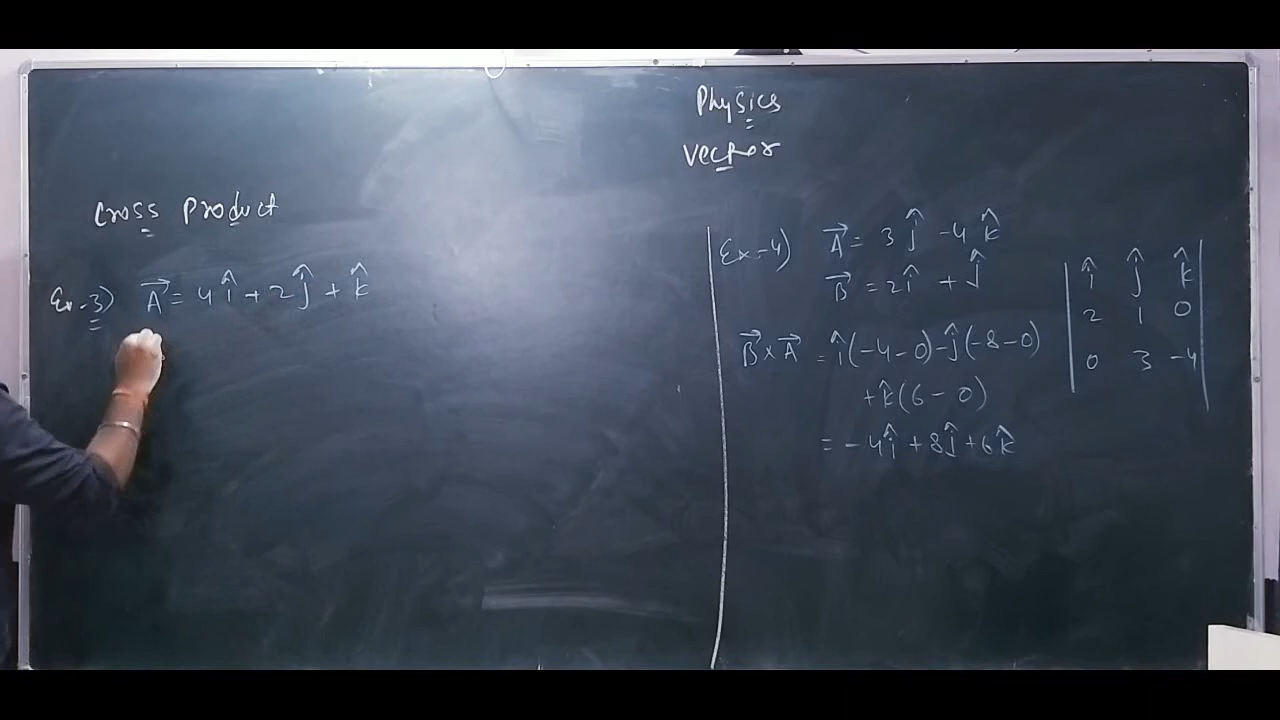 Physics
Vector
Cross Product
Ex-3) A⃗ = 4î + 2ĵ + k̂
Ex-4) A⃗ = 3ĵ - 4k̂
B⃗ = 2î + ĵ
B⃗ × A⃗ = î(-4 - 0) - ĵ(-8 - 0)
+ k̂(6 - 0)
= -4î + 8ĵ + 6k̂
| î ĵ k̂ |
| 2 1 0 |
| 0 3 -4 |